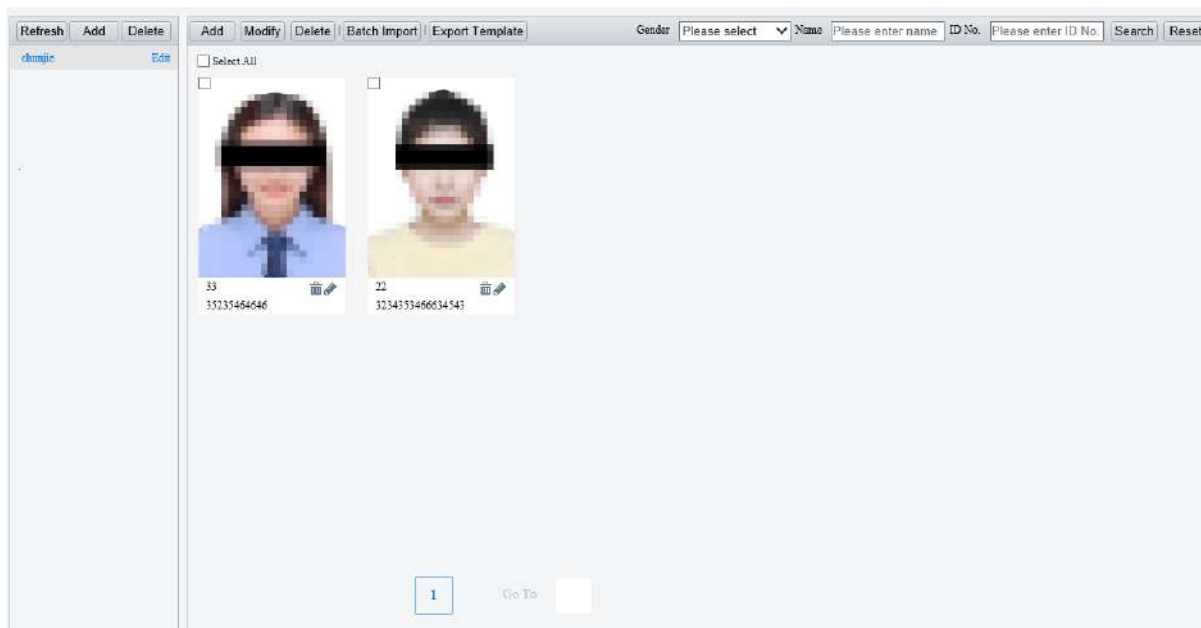 Refresh Add Delete
Add Modify Delete Batch Import Export Template Gender Please select Name Please enter name ID No. Please enter ID No. Search Reset
chunjie Edit
Select All
33
35235464646
22
3234353466634543
1 Go To